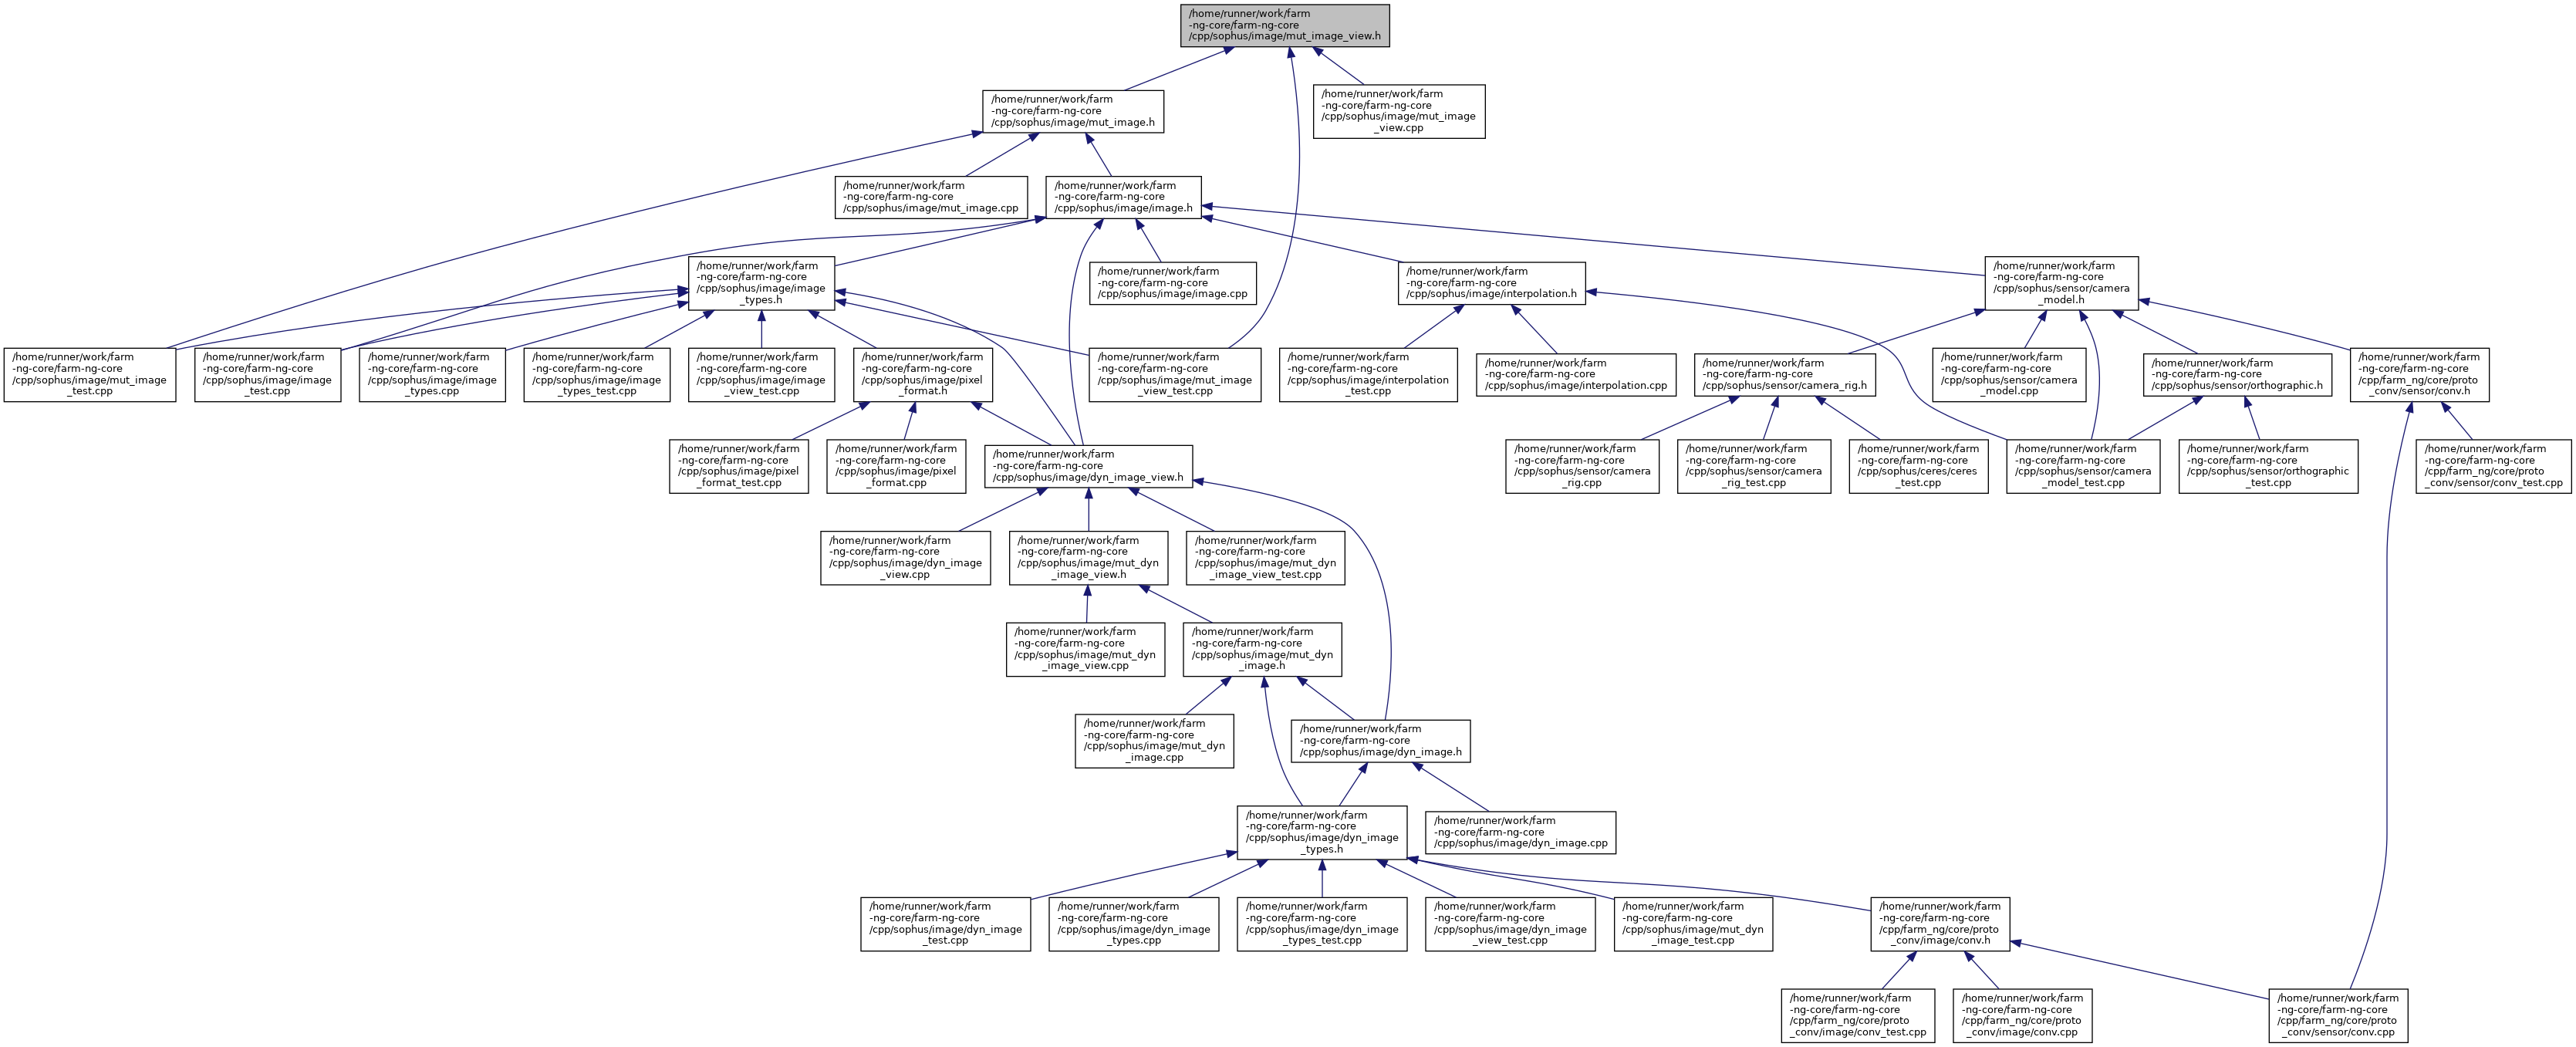 /home/runner/work/farm
-ng-core/farm-ng-core
/cpp/sophus/image/mut_image_view.h
/home/runner/work/farm
-ng-core/farm-ng-core
/cpp/sophus/image/mut_image.h
/home/runner/work/farm
-ng-core/farm-ng-core
/cpp/sophus/image/mut_image
_view.cpp
/home/runner/work/farm
-ng-core/farm-ng-core
/cpp/sophus/image/mut_image.cpp
/home/runner/work/farm
-ng-core/farm-ng-core
/cpp/sophus/image/image.h
/home/runner/work/farm
-ng-core/farm-ng-core
/cpp/sophus/image/image
_types.h
/home/runner/work/farm
-ng-core/farm-ng-core
/cpp/sophus/image/image.cpp
/home/runner/work/farm
-ng-core/farm-ng-core
/cpp/sophus/image/interpolation.h
/home/runner/work/farm
-ng-core/farm-ng-core
/cpp/sophus/sensor/camera
_model.h
/home/runner/work/farm
-ng-core/farm-ng-core
/cpp/sophus/image/mut_image
_test.cpp
/home/runner/work/farm
-ng-core/farm-ng-core
/cpp/sophus/image/image
_test.cpp
/home/runner/work/farm
-ng-core/farm-ng-core
/cpp/sophus/image/image
_types.cpp
/home/runner/work/farm
-ng-core/farm-ng-core
/cpp/sophus/image/image
_types_test.cpp
/home/runner/work/farm
-ng-core/farm-ng-core
/cpp/sophus/image/image
_view_test.cpp
/home/runner/work/farm
-ng-core/farm-ng-core
/cpp/sophus/image/pixel
_format.h
/home/runner/work/farm
-ng-core/farm-ng-core
/cpp/sophus/image/mut_image
_view_test.cpp
/home/runner/work/farm
-ng-core/farm-ng-core
/cpp/sophus/image/interpolation
_test.cpp
/home/runner/work/farm
-ng-core/farm-ng-core
/cpp/sophus/image/interpolation.cpp
/home/runner/work/farm
-ng-core/farm-ng-core
/cpp/sophus/sensor/camera_rig.h
/home/runner/work/farm
-ng-core/farm-ng-core
/cpp/sophus/sensor/camera
_model.cpp
/home/runner/work/farm
-ng-core/farm-ng-core
/cpp/sophus/sensor/orthographic.h
/home/runner/work/farm
-ng-core/farm-ng-core
/cpp/farm_ng/core/proto
_conv/sensor/conv.h
/home/runner/work/farm
-ng-core/farm-ng-core
/cpp/sophus/image/pixel
_format_test.cpp
/home/runner/work/farm
-ng-core/farm-ng-core
/cpp/sophus/image/pixel
_format.cpp
/home/runner/work/farm
-ng-core/farm-ng-core
/cpp/sophus/image/dyn_image_view.h
/home/runner/work/farm
-ng-core/farm-ng-core
/cpp/sophus/sensor/camera
_rig.cpp
/home/runner/work/farm
-ng-core/farm-ng-core
/cpp/sophus/sensor/camera
_rig_test.cpp
/home/runner/work/farm
-ng-core/farm-ng-core
/cpp/sophus/ceres/ceres
_test.cpp
/home/runner/work/farm
-ng-core/farm-ng-core
/cpp/sophus/sensor/camera
_model_test.cpp
/home/runner/work/farm
-ng-core/farm-ng-core
/cpp/sophus/sensor/orthographic
_test.cpp
/home/runner/work/farm
-ng-core/farm-ng-core
/cpp/farm_ng/core/proto
_conv/sensor/conv_test.cpp
/home/runner/work/farm
-ng-core/farm-ng-core
/cpp/sophus/image/dyn_image
_view.cpp
/home/runner/work/farm
-ng-core/farm-ng-core
/cpp/sophus/image/mut_dyn
_image_view.h
/home/runner/work/farm
-ng-core/farm-ng-core
/cpp/sophus/image/mut_dyn
_image_view_test.cpp
/home/runner/work/farm
-ng-core/farm-ng-core
/cpp/sophus/image/mut_dyn
_image_view.cpp
/home/runner/work/farm
-ng-core/farm-ng-core
/cpp/sophus/image/mut_dyn
_image.h
/home/runner/work/farm
-ng-core/farm-ng-core
/cpp/sophus/image/mut_dyn
_image.cpp
/home/runner/work/farm
-ng-core/farm-ng-core
/cpp/sophus/image/dyn_image.h
/home/runner/work/farm
-ng-core/farm-ng-core
/cpp/sophus/image/dyn_image
_types.h
/home/runner/work/farm
-ng-core/farm-ng-core
/cpp/sophus/image/dyn_image.cpp
/home/runner/work/farm
-ng-core/farm-ng-core
/cpp/sophus/image/dyn_image
_test.cpp
/home/runner/work/farm
-ng-core/farm-ng-core
/cpp/sophus/image/dyn_image
_types.cpp
/home/runner/work/farm
-ng-core/farm-ng-core
/cpp/sophus/image/dyn_image
_types_test.cpp
/home/runner/work/farm
-ng-core/farm-ng-core
/cpp/sophus/image/dyn_image
_view_test.cpp
/home/runner/work/farm
-ng-core/farm-ng-core
/cpp/sophus/image/mut_dyn
_image_test.cpp
/home/runner/work/farm
-ng-core/farm-ng-core
/cpp/farm_ng/core/proto
_conv/image/conv.h
/home/runner/work/farm
-ng-core/farm-ng-core
/cpp/farm_ng/core/proto
_conv/image/conv_test.cpp
/home/runner/work/farm
-ng-core/farm-ng-core
/cpp/farm_ng/core/proto
_conv/image/conv.cpp
/home/runner/work/farm
-ng-core/farm-ng-core
/cpp/farm_ng/core/proto
_conv/sensor/conv.cpp